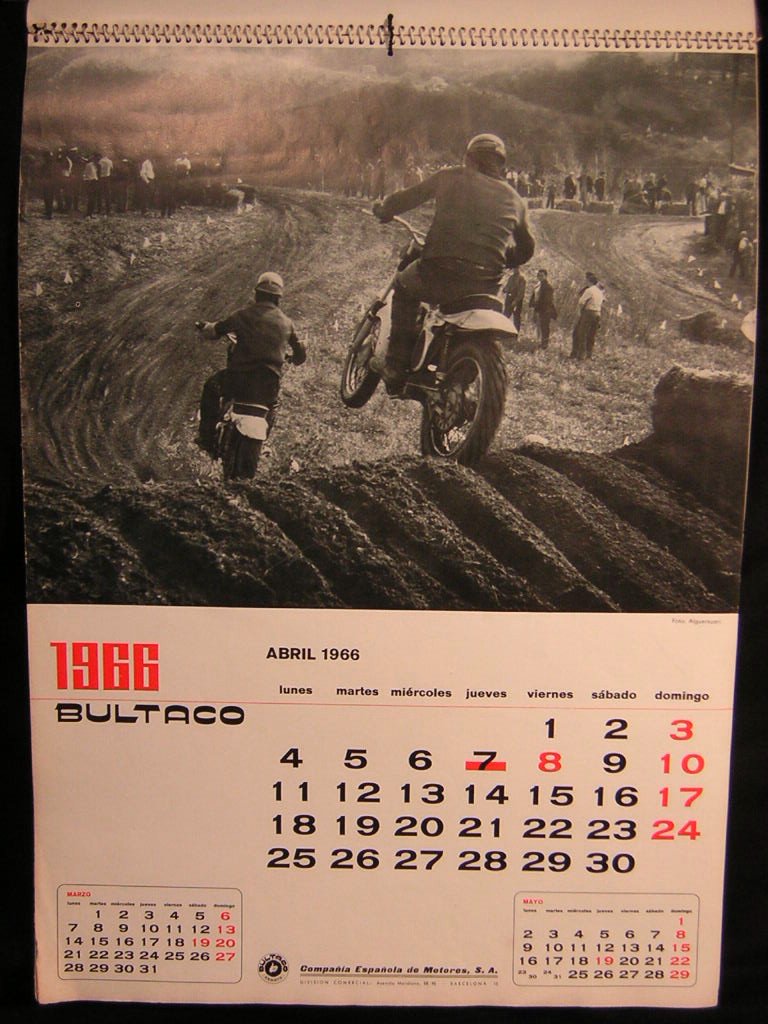 Foto. Alguersuari
1966
BULTACO
ABRIL 1966
lunes martes miércoles jueves viernes sábado domingo
1 2 3
4 5 6 7 8 9 10
11 12 13 14 15 16 17
18 19 20 21 22 23 24
25 26 27 28 29 30
MARZO
lunes martes miércoles jueves viernes sábado domingo
1 2 3 4 5 6
7 8 9 10 11 12 13
14 15 16 17 18 19 20
21 22 23 24 25 26 27
28 29 30 31
BULTACO
Compañía Española de Motores, S. A.
DIVISION COMERCIAL: Avenida Meridiana, BARCELONA
MAYO
lunes martes miércoles jueves viernes sábado domingo
1
2 3 4 5 6 7 8
9 10 11 12 13 14 15
16 17 18 19 20 21 22
23 30 24 31 25 26 27 28 29